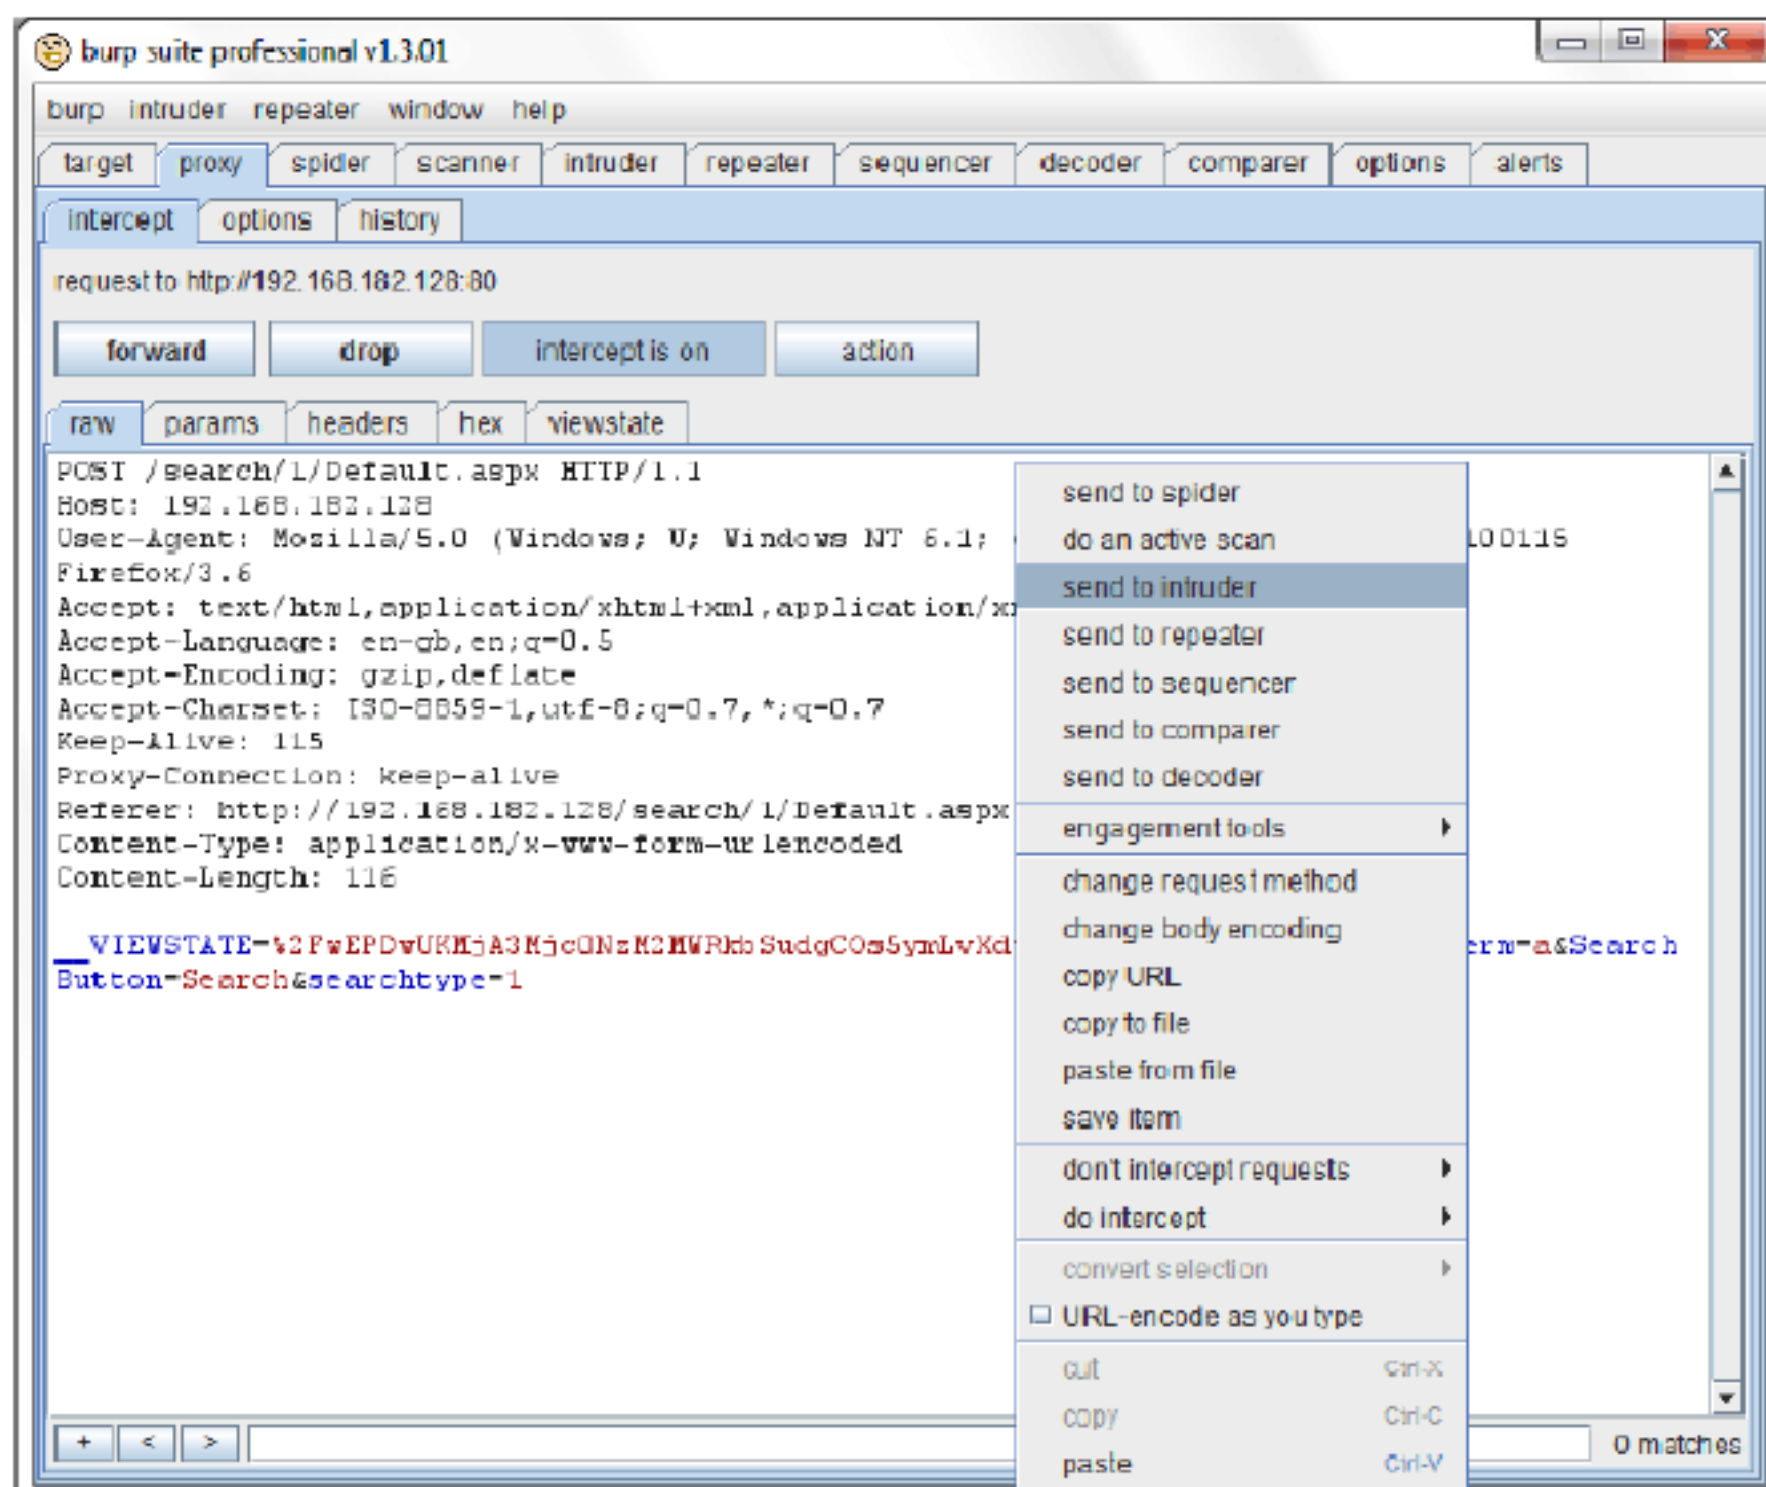 burp suite professional v1.3.01
burp intruder repeater window help
target proxy spider scanner intruder repeater sequencer decoder comparer options alerts
intercept options history
request to http://192.168.182.128:80
forward drop intercept is on action
raw params headers hex viewstate
POST /search/1/Default.aspx HTTP/1.1
Host: 192.168.182.128
User-Agent: Mozilla/5.0 (Windows; U; Windows NT 6.1; 100115
Firefox/3.6
Accept: text/html,application/xhtml+xml,application/x
Accept-Language: en-gb,en;q=0.5
Accept-Encoding: gzip,deflate
Accept-Charset: ISO-8859-1,utf-8;q=0.7,*;q=0.7
Keep-Alive: 115
Proxy-Connection: keep-alive
Referer: http://192.168.182.128/search/1/Default.aspx
Content-Type: application/x-www-form-urlencoded
Content-Length: 116
erm=a&Search
Button=Search&searchtype=1
send to spider
do an active scan
send to intruder
send to repeater
send to sequencer
send to comparer
send to decoder
engagement tools
change request method
change body encoding
copy URL
copy to file
paste from file
save item
don't intercept requests
do intercept
convert selection
URL-encode as you type
cut Ctrl-X
copy Ctrl-C
paste Ctrl-V
+ < > 0 matches